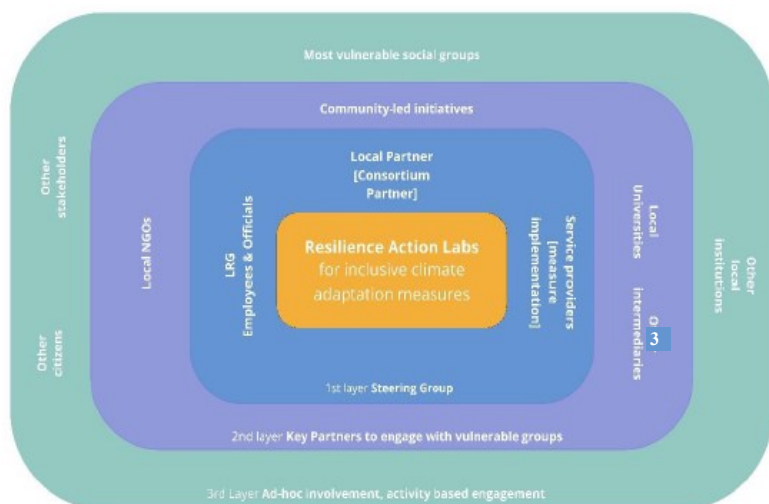 Most vulnerable social groups
Community-led initiatives
Other
stakeholders
Local NGOs
LRG
Employees & Officials
Local Partner
[Consortium
Partner]
Resilience Action Labs
for inclusive climate
adaptation measures
Service providers
[measure
implementation]
Local
Universities
intermediaries
3
Other
local
institutions
Other
citizens
1st layer Steering Group
2nd layer Key Partners to engage with vulnerable groups
3rd Layer Ad-hoc involvement, activity based engagement